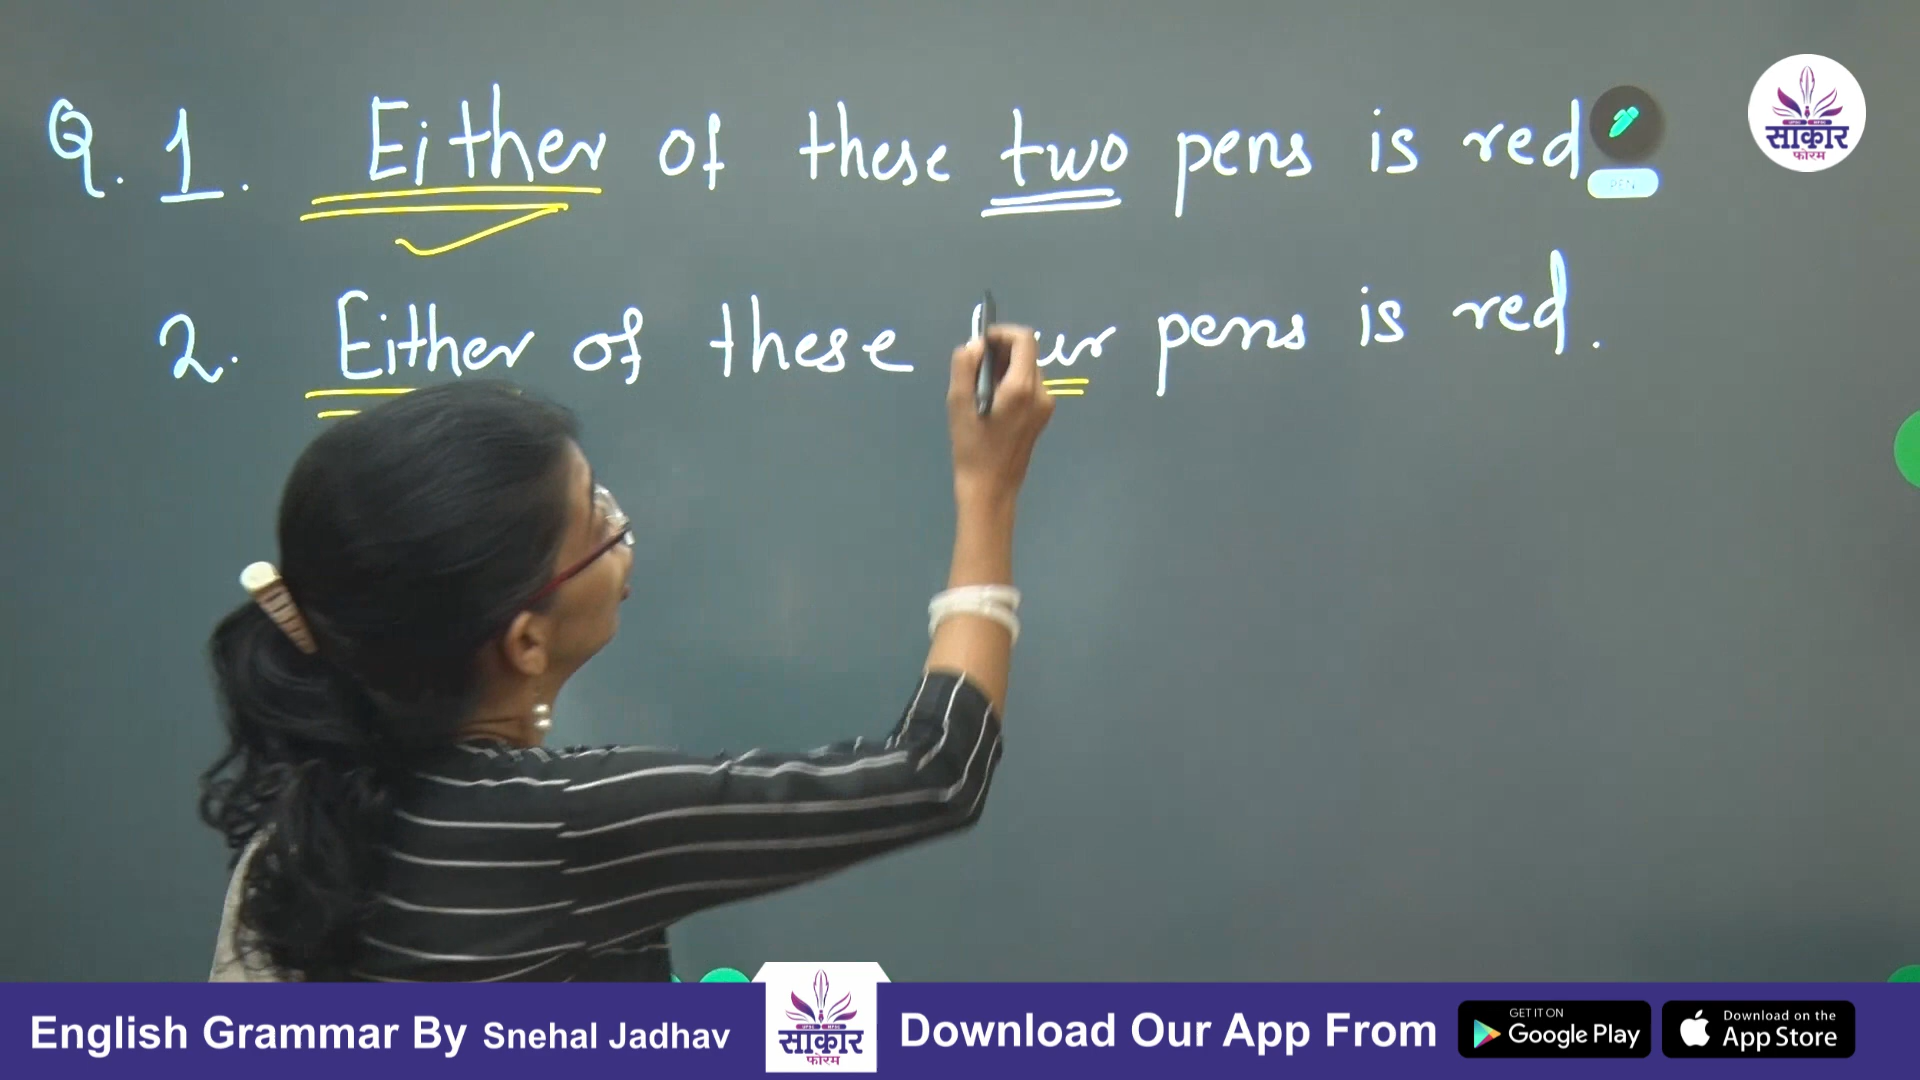 Q. 1. Either of these two pens is red
PEN
साकार
फोरम
2. Either of these pens is red.
English Grammar By Snehal Jadhav
साकार
फोरम
Download Our App From
GET IT ON
Google Play
Download on the
App Store